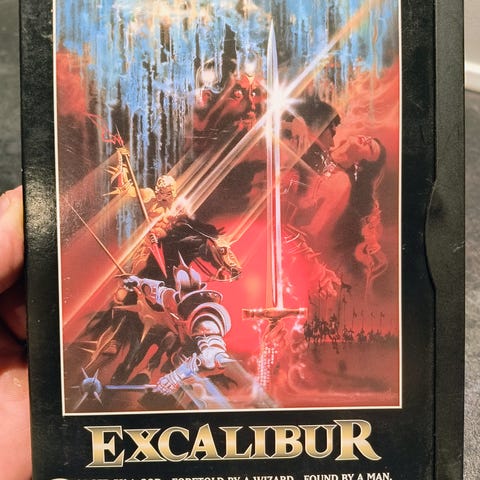 EXCALIBUR
FORETOLD BY A WIZARD. FOUND BY A MAN.